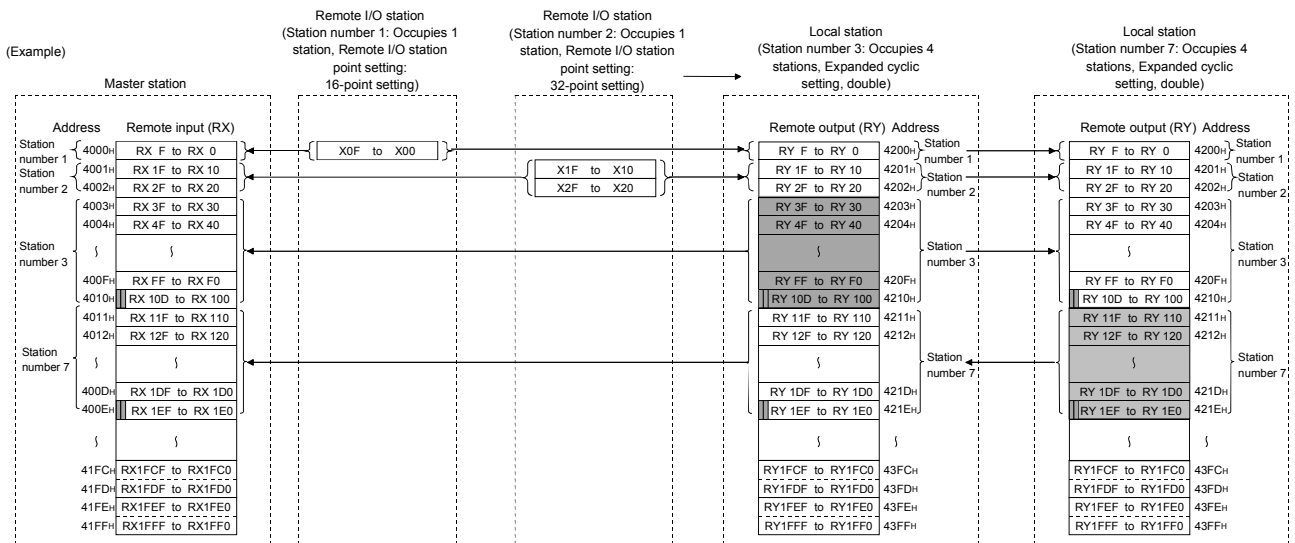 (Example)
Master station
Remote I/O station
(Station number 1: Occupies 1
station, Remote I/O station
point setting:
16-point setting)
Remote I/O station
(Station number 2: Occupies 1
station, Remote I/O station
point setting:
32-point setting)
Local station
(Station number 3: Occupies 4
stations, Expanded cyclic
setting, double)
Local station
(Station number 7: Occupies 4
stations, Expanded cyclic
setting, double)
Address Remote input (RX)
Station
number 1
4000H RX F to RX 0
Station
number 2
4001H RX 1F to RX 10
4002H RX 2F to RX 20
Station
number 3
4003H RX 3F to RX 30
4004H RX 4F to RX 40
400FH RX FF to RX F0
4010H RX 10D to RX 100
Station
number 7
4011H RX 11F to RX 110
4012H RX 12F to RX 120
400DH RX 1DF to RX 1D0
400EH RX 1EF to RX 1E0
41FCH RX1FCF to RX1FC0
41FDH RX1FDF to RX1FD0
41FEH RX1FEF to RX1FE0
41FFH RX1FFF to RX1FF0
X0F to X00
X1F to X10
X2F to X20
Remote output (RY) Address
RY F to RY 0 4200H
Station
number 1
RY 1F to RY 10 4201H
RY 2F to RY 20 4202H
Station
number 2
RY 3F to RY 30 4203H
RY 4F to RY 40 4204H
Station
number 3
RY FF to RY F0 420FH
RY 10D to RY 100 4210H
RY 11F to RY 110 4211H
RY 12F to RY 120 4212H
Station
number 7
RY 1DF to RY 1D0 421DH
RY 1EF to RY 1E0 421EH
RY1FCF to RY1FC0 43FCH
RY1FDF to RY1FD0 43FDH
RY1FEF to RY1FE0 43FEH
RY1FFF to RY1FF0 43FFH
Remote output (RY) Address
RY F to RY 0 4200H
Station
number 1
RY 1F to RY 10 4201H
RY 2F to RY 20 4202H
Station
number 2
RY 3F to RY 30 4203H
RY 4F to RY 40 4204H
Station
number 3
RY FF to RY F0 420FH
RY 10D to RY 100 4210H
RY 11F to RY 110 4211H
RY 12F to RY 120 4212H
Station
number 7
RY 1DF to RY 1D0 421DH
RY 1EF to RY 1E0 421EH
RY1FCF to RY1FC0 43FCH
RY1FDF to RY1FD0 43FDH
RY1FEF to RY1FE0 43FEH
RY1FFF to RY1FF0 43FFH